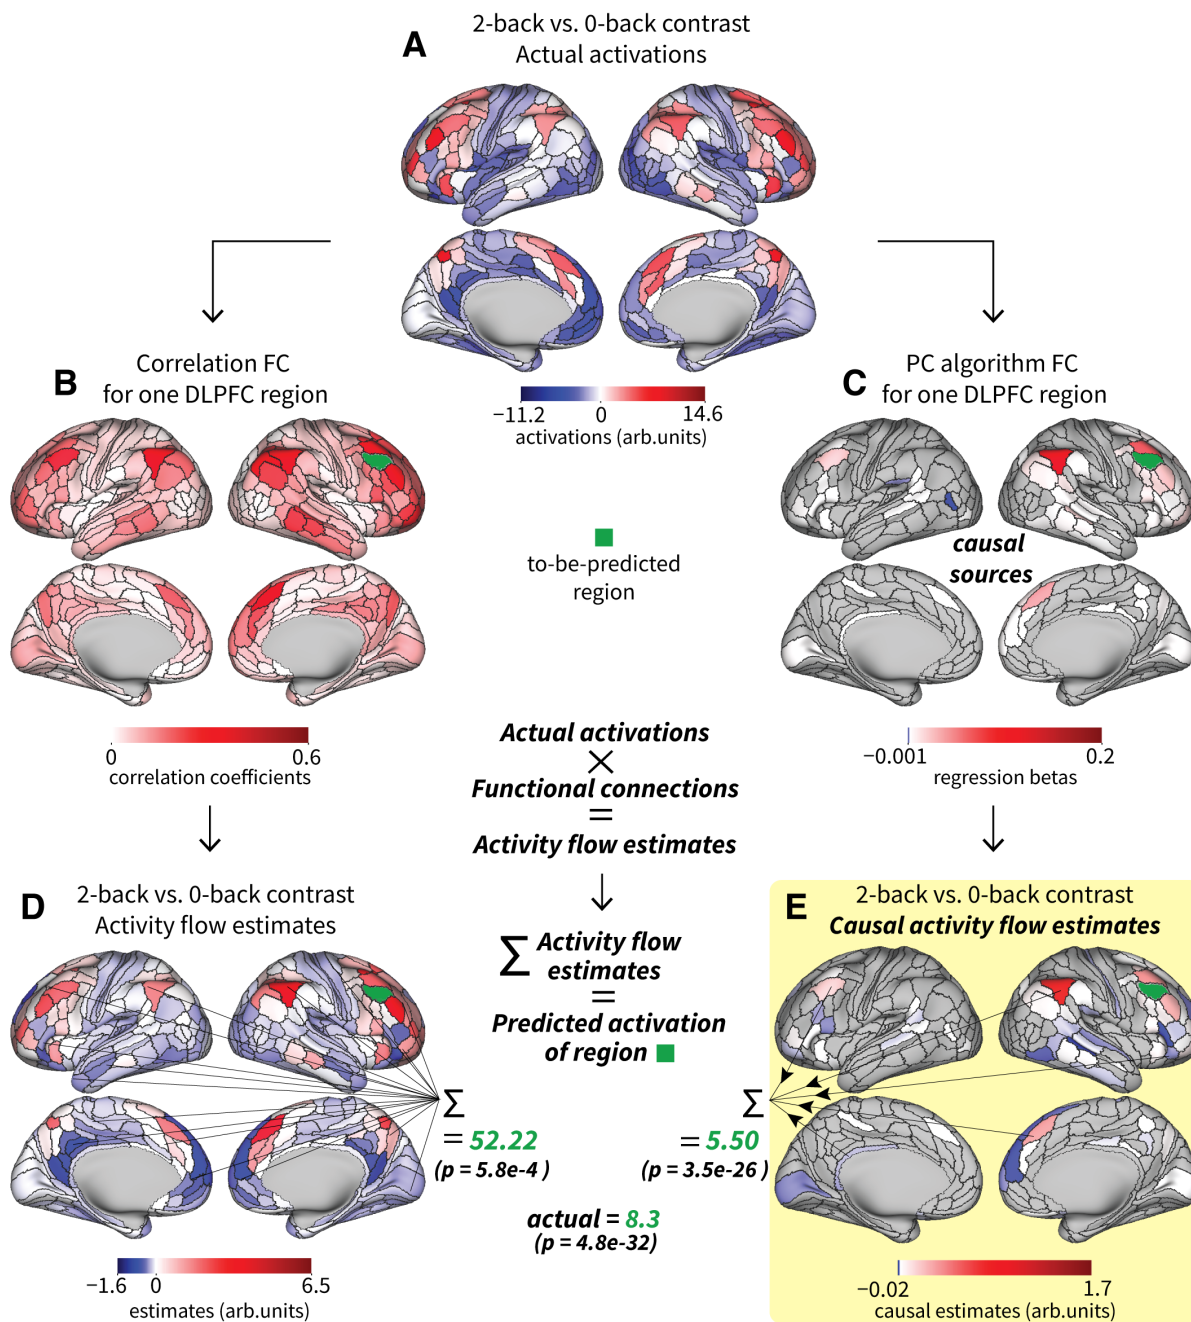 2-back vs. 0-back contrast
A
Actual activations
−11.2 0 14.6
activations (arb.units)
B
Correlation FC
for one DLPFC region
0 0.6
correlation coefficients
to-be-predicted
region
C
PC algorithm FC
for one DLPFC region
causal
sources
−0.001 0.2
regression betas
Actual activations
×
Functional connections
=
Activity flow estimates
∑ Activity flow
estimates
=
Predicted activation
of region
D
2-back vs. 0-back contrast
Activity flow estimates
∑
= 52.22
(p = 5.8e-4 )
−1.6 0 6.5
estimates (arb.units)
actual = 8.3
(p = 4.8e-32)
E
2-back vs. 0-back contrast
Causal activity flow estimates
∑
= 5.50
(p = 3.5e-26 )
−0.02 1.7
causal estimates (arb.units)